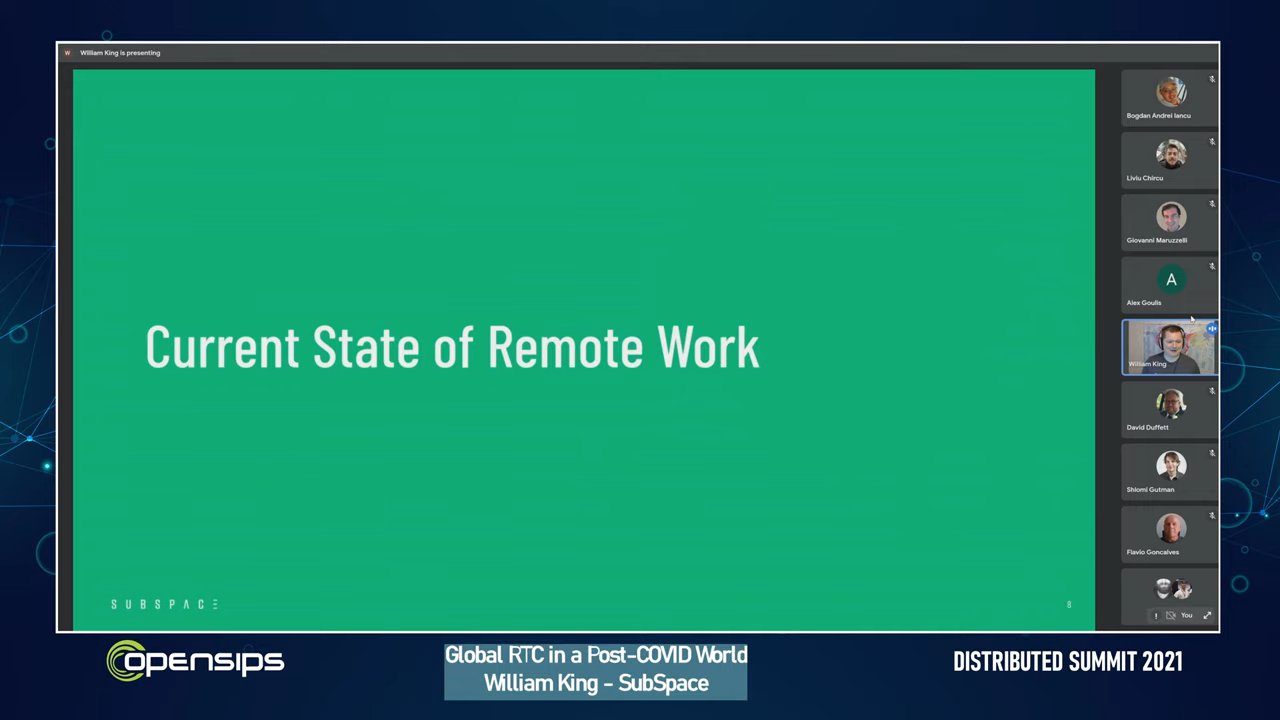 W William King is presenting
Current State of Remote Work
SUBSPACE
8
Bogdan Andrei Iancu
Liviu Chircu
Giovanni Maruzzelli
A
Alex Goulis
William King
David Duffett
Shlomi Gutman
Flavio Goncalves
You
OPENSIPS
Global RTC in a Post-COVID World
William King - SubSpace
DISTRIBUTED SUMMIT 2021